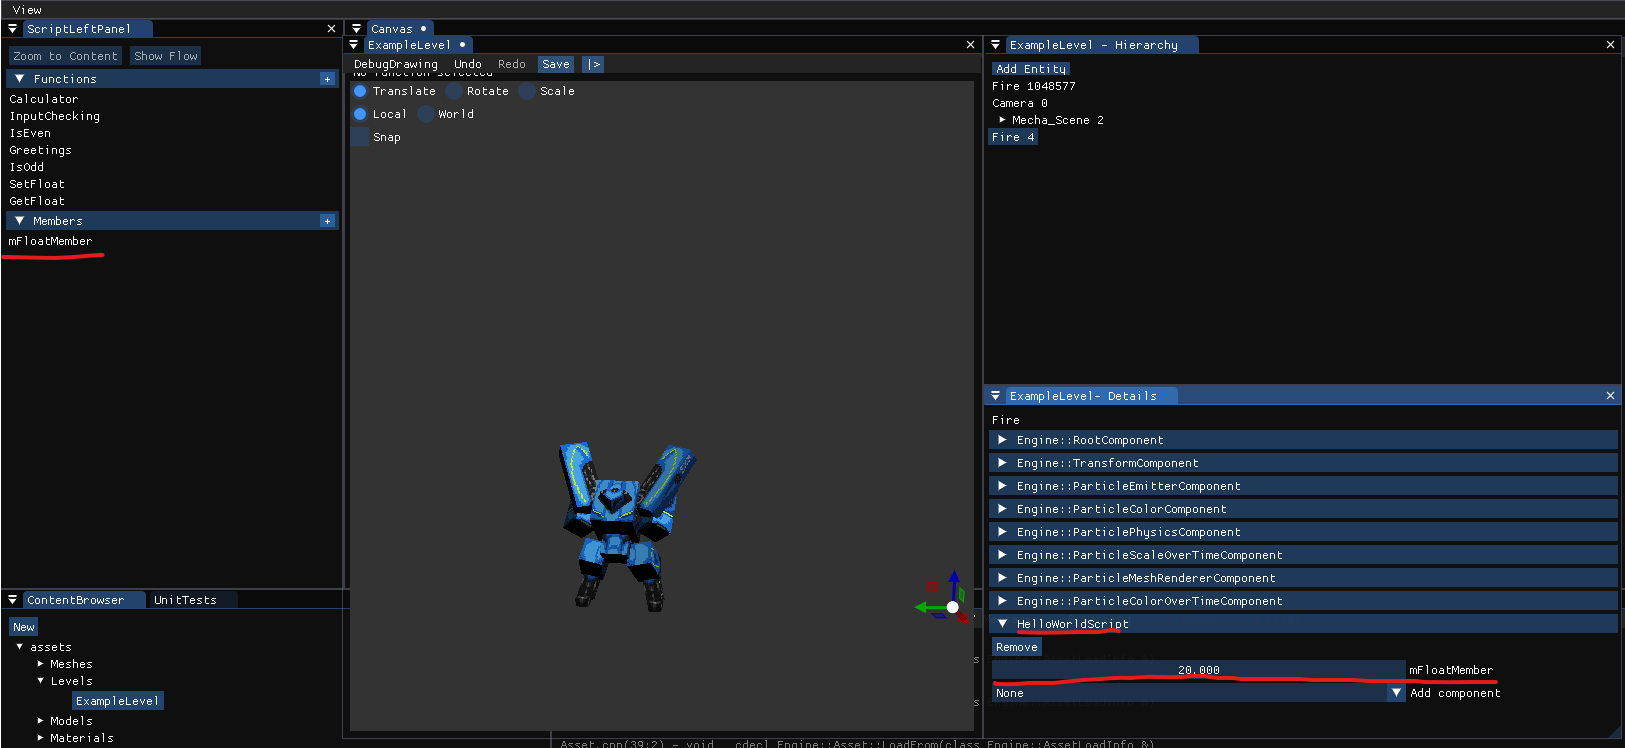 View
ScriptLeftPanel
Zoom to Content Show Flow
Functions +
Calculator
InputChecking
IsEven
Greetings
IsOdd
SetFloat
GetFloat
Members +
mFloatMember
Canvas
ExampleLevel
DebugDrawing Undo Redo Save |>
No function selected
Translate Rotate Scale
Local World
Snap
ExampleLevel - Hierarchy
Add Entity
Fire 1048577
Camera 0
Mecha_Scene 2
Fire 4
ExampleLevel- Details
Fire
Engine::RootComponent
Engine::TransformComponent
Engine::ParticleEmitterComponent
Engine::ParticleColorComponent
Engine::ParticlePhysicsComponent
Engine::ParticleScaleOverTimeComponent
Engine::ParticleMeshRendererComponent
Engine::ParticleColorOverTimeComponent
HelloWorldScript
Remove
20.000 mFloatMember
None Add component
ContentBrowser UnitTests
New
assets
Meshes
Levels
ExampleLevel
Models
Materials
Asset.cpp(39:2) - void __cdecl Engine::Asset::LoadFrom(class Engine::AssetLoadInfo &)